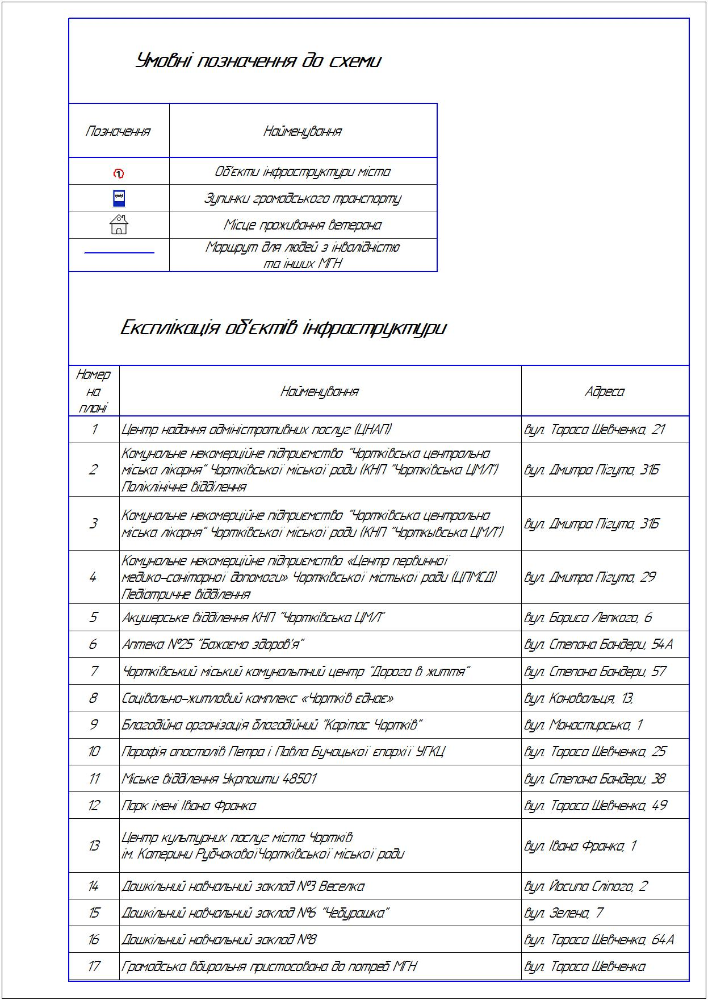 Умовні позначення до схеми
Позначення Найменування
1 Об'єкти інфраструктури міста
Зупинки громадського транспорту
Місце проживання ветерана
Маршрут для людей з інвалідністю
та інших МГН
Експлікація об'єктів інфраструктури
Номер
на
плані
Найменування Адреса
1 Центр надання адміністративних послуг (ЦНАП) вул. Тараса Шевченка, 21
Комунальне некомерційне підприємство "Чортківська центральна
2 міська лікарня" Чортківської міської ради (КНП "Чортківська ЦМЛ") вул. Дмитра Пігута, 31Б
Поліклінічне відділення
Комунальне некомерційне підприємство "Чортківська центральна
3 міська лікарня" Чортківської міської ради (КНП "Чорткывська ЦМЛ") вул. Дмитра Пігута, 31Б
Комунальне некомерційне підприємство «Центр первинної
4 медико-санітарної допомоги» Чортківської містької ради (ЦПМСД) вул. Дмитра Пігута, 29
Педіатричне відділення
5 Акушерське відділення КНП "Чортківська ЦМЛ" вул. Бориса Лепкого, 6
6 Аптека №25 "Бажаємо здоров'я" вул. Степана Бандери, 54А
7 Чортківський міський комунальтний центр "Дорога в життя" вул. Степана Бандери, 57
8 Соцівально-житловий комплекс «Чортків єднає» вул. Коновальця, 13,
9 Благодійна організація благодійний "Карітас Чортків" вул. Монастирська, 1
10 Парафія апостолів Петра і Павла Бучацької єпархії УГКЦ вул. Тараса Шевченка, 25
11 Міське відділення Укрпошти 48501 вул. Степана Бандери, 38
12 Парк імені Івана Франка вул. Тараса Шевченка, 49
Центр культурних послуг міста Чортків
13 ім. Катерини РубчаковоїЧортківської міської ради вул. Івана Франка, 1
14 Дошкільний навчальний заклад №3 Веселка вул. Йосипа Сліпого, 2
15 Дошкільний навчальний заклад №6 "Чебурашка" вул. Зелена, 7
16 Дошкільний навчальний заклад №8 вул. Тараса Шевченка, 64А
17 Громадська вбиральня пристосована до потреб МГН вул. Тараса Шевченка